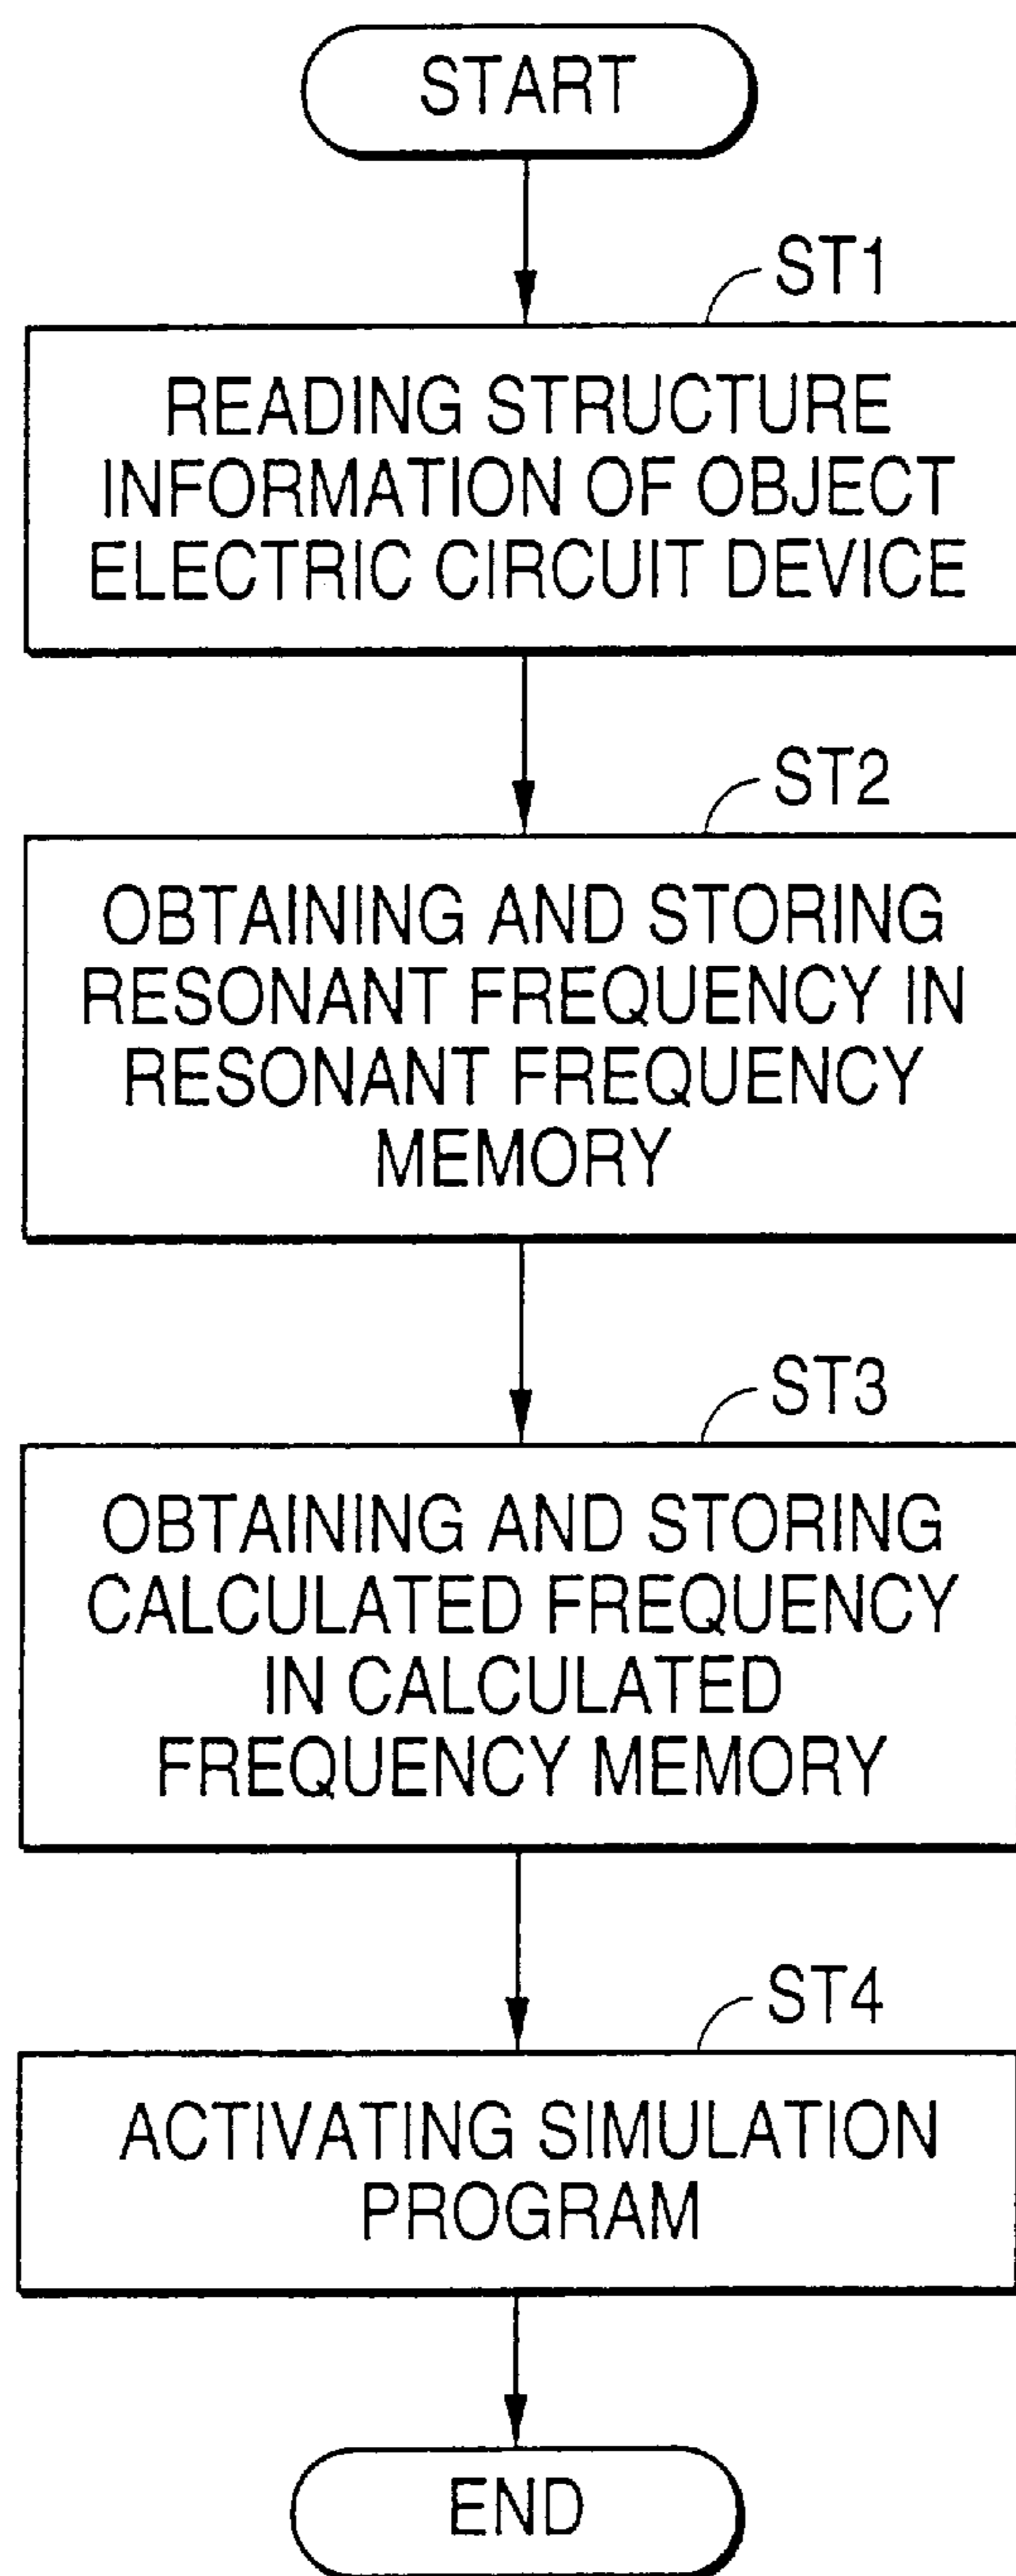 START
ST1
READING STRUCTURE
INFORMATION OF OBJECT
ELECTRIC CIRCUIT DEVICE
ST2
OBTAINING AND STORING
RESONANT FREQUENCY IN
RESONANT FREQUENCY
MEMORY
ST3
OBTAINING AND STORING
CALCULATED FREQUENCY
IN CALCULATED
FREQUENCY MEMORY
ST4
ACTIVATING SIMULATION
PROGRAM
END